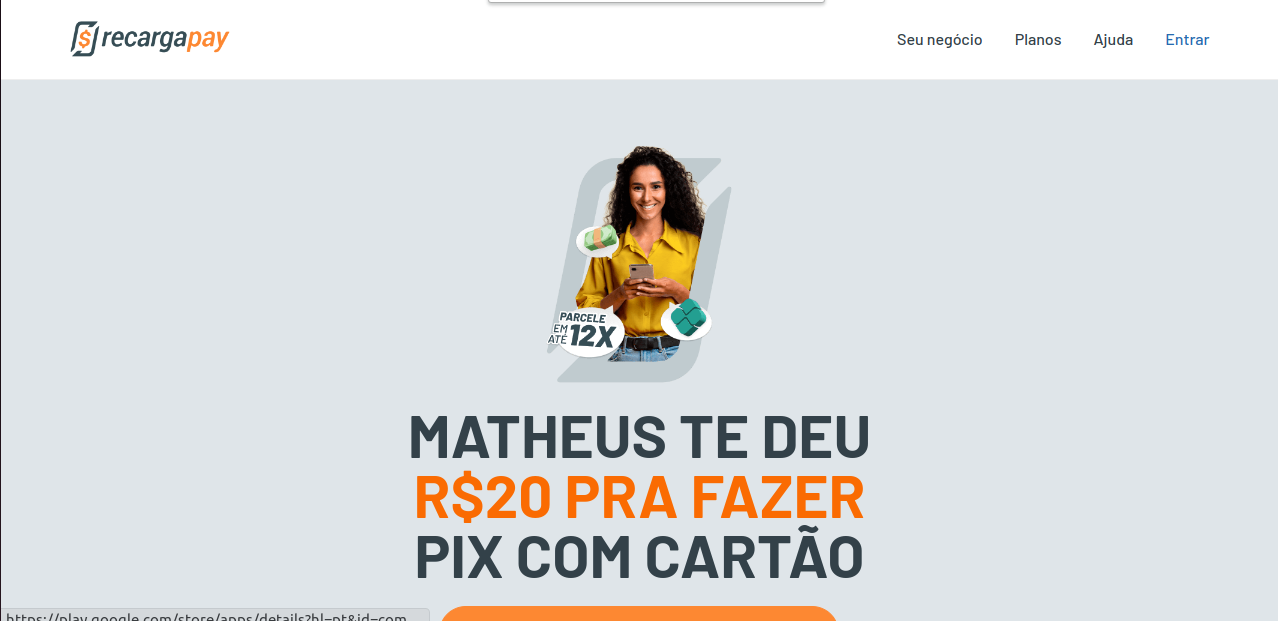 recargapay
Seu negócio
Planos
Ajuda
Entrar
PARCELE
EM
ATÉ
12X
MATHEUS TE DEU
R$20 PRA FAZER
PIX COM CARTÃO
https://play.google.com/store/apps/details?hl=pt&id=com